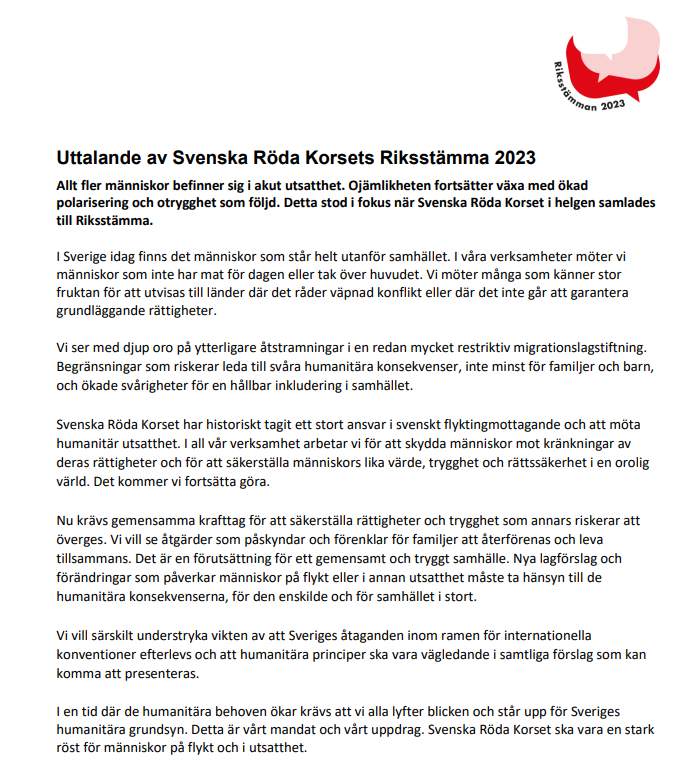 Riksstämman 2023
Uttalande av Svenska Röda Korsets Riksstämma 2023
Allt fler människor befinner sig i akut utsatthet. Ojämlikheten fortsätter växa med ökad
polarisering och otrygghet som följd. Detta stod i fokus när Svenska Röda Korset i helgen samlades
till Riksstämma.
I Sverige idag finns det människor som står helt utanför samhället. I våra verksamheter möter vi
människor som inte har mat för dagen eller tak över huvudet. Vi möter många som känner stor
fruktan för att utvisas till länder där det råder väpnad konflikt eller där det inte går att garantera
grundläggande rättigheter.
Vi ser med djup oro på ytterligare åtstramningar i en redan mycket restriktiv migrationslagstiftning.
Begränsningar som riskerar leda till svåra humanitära konsekvenser, inte minst för familjer och barn,
och ökade svårigheter för en hållbar inkludering i samhället.
Svenska Röda Korset har historiskt tagit ett stort ansvar i svenskt flyktingmottagande och att möta
humanitär utsatthet. I all vår verksamhet arbetar vi för att skydda människor mot kränkningar av
deras rättigheter och för att säkerställa människors lika värde, trygghet och rättssäkerhet i en orolig
värld. Det kommer vi fortsätta göra.
Nu krävs gemensamma krafttag för att säkerställa rättigheter och trygghet som annars riskerar att
överges. Vi vill se åtgärder som påskyndar och förenklar för familjer att återförenas och leva
tillsammans. Det är en förutsättning för ett gemensamt och tryggt samhälle. Nya lagförslag och
förändringar som påverkar människor på flykt eller i annan utsatthet måste ta hänsyn till de
humanitära konsekvenserna, för den enskilde och för samhället i stort.
Vi vill särskilt understryka vikten av att Sveriges åtaganden inom ramen för internationella
konventioner efterlevs och att humanitära principer ska vara vägledande i samtliga förslag som kan
komma att presenteras.
I en tid där de humanitära behoven ökar krävs att vi alla lyfter blicken och står upp för Sveriges
humanitära grundsyn. Detta är vårt mandat och vårt uppdrag. Svenska Röda Korset ska vara en stark
röst för människor på flykt och i utsatthet.